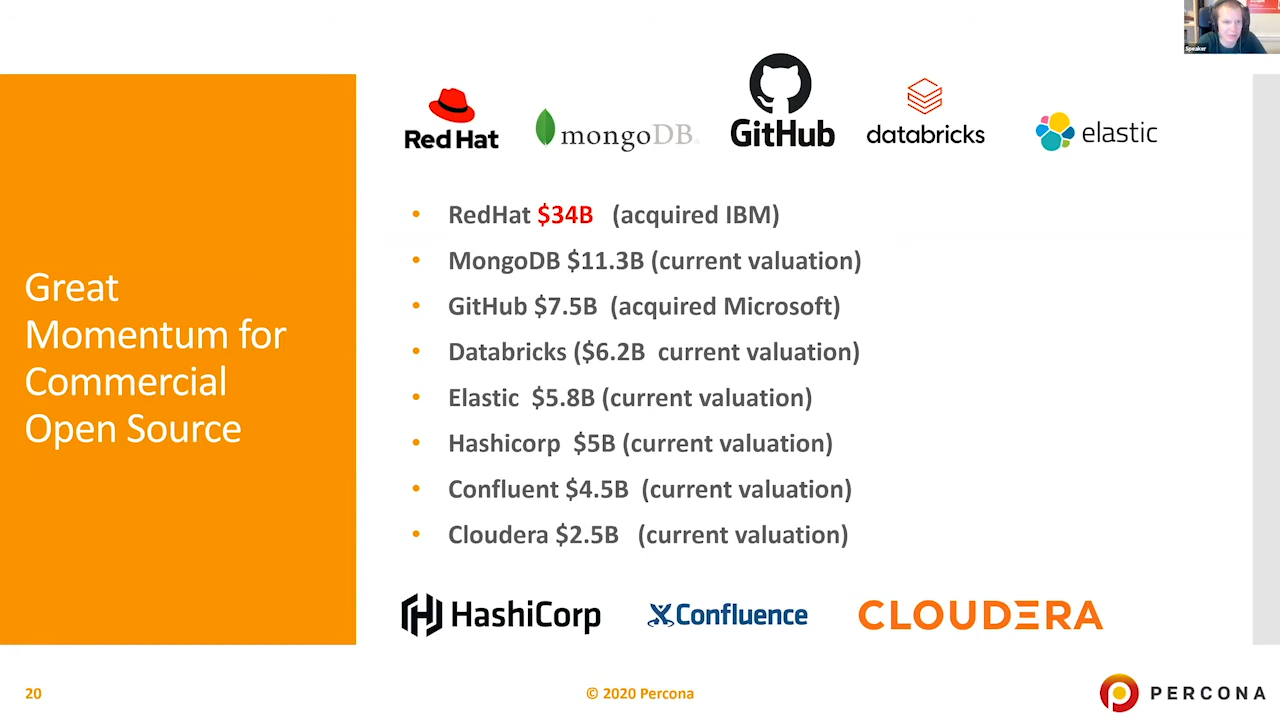 Speaker
Red Hat
mongoDB
GitHub
databricks
elastic
Great
Momentum for
Commercial
Open Source
• RedHat $34B (acquired IBM)
• MongoDB $11.3B (current valuation)
• GitHub $7.5B (acquired Microsoft)
• Databricks ($6.2B current valuation)
• Elastic $5.8B (current valuation)
• Hashicorp $5B (current valuation)
• Confluent $4.5B (current valuation)
• Cloudera $2.5B (current valuation)
HashiCorp
Confluence
CLOUDERA
20
© 2020 Percona
PERCONA